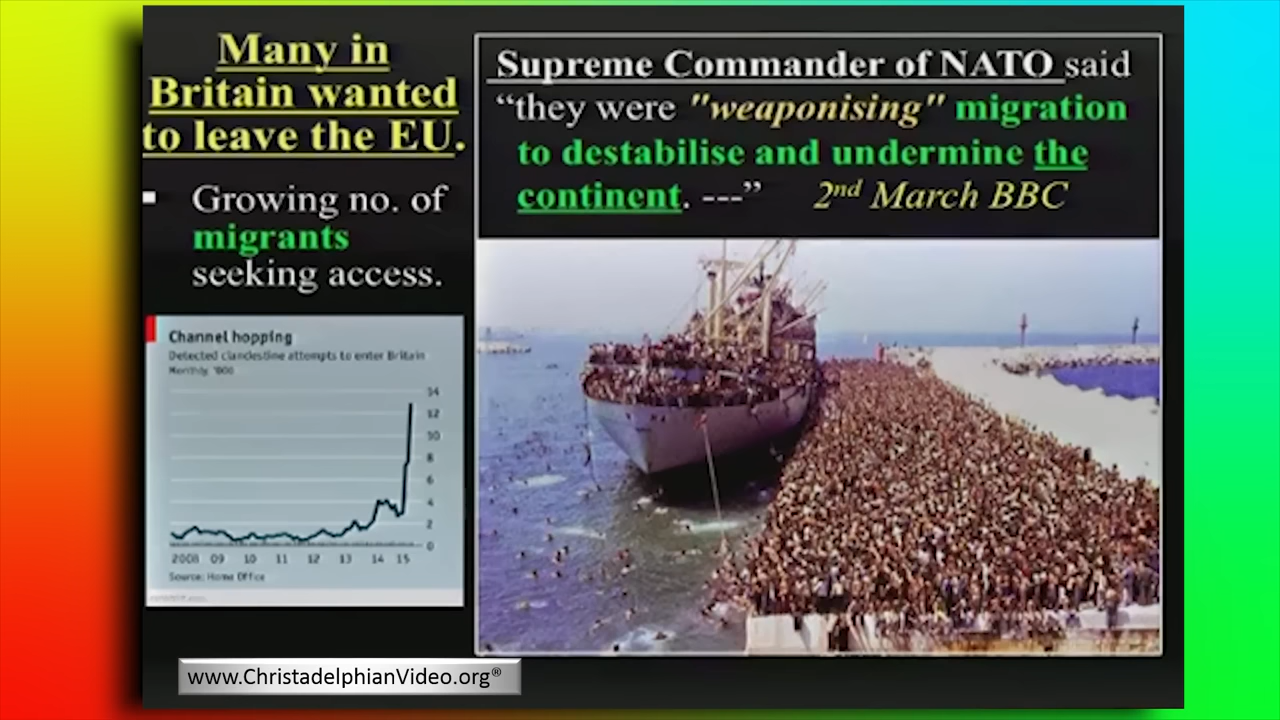 Many in
Britain wanted
to leave the EU.
▪ Growing no. of
migrants
seeking access.
Channel hopping
Detected clandestine attempts to enter Britain
Monthly, '000
14
12
10
8
6
4
2
0
2008 09 10 11 12 13 14 15
Source: Home Office
Supreme Commander of NATO said
“they were "weaponising" migration
to destabilise and undermine the
continent. ---” 2nd March BBC
www.ChristadelphianVideo.org®